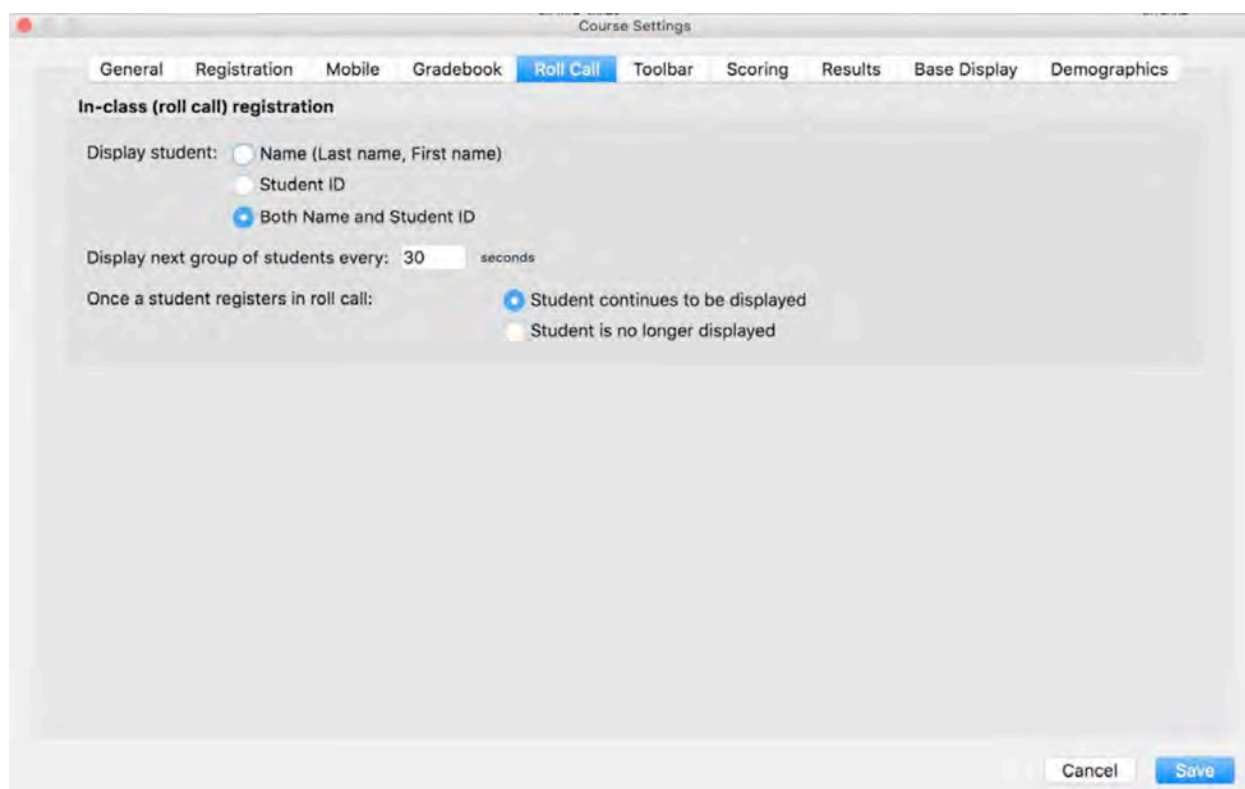 Course Settings
General Registration Mobile Gradebook Roll Call Toolbar Scoring Results Base Display Demographics
In-class (roll call) registration
Display student: Name (Last name, First name)
Student ID
Both Name and Student ID
Display next group of students every: 30 seconds
Once a student registers in roll call: Student continues to be displayed
Student is no longer displayed
Cancel Save